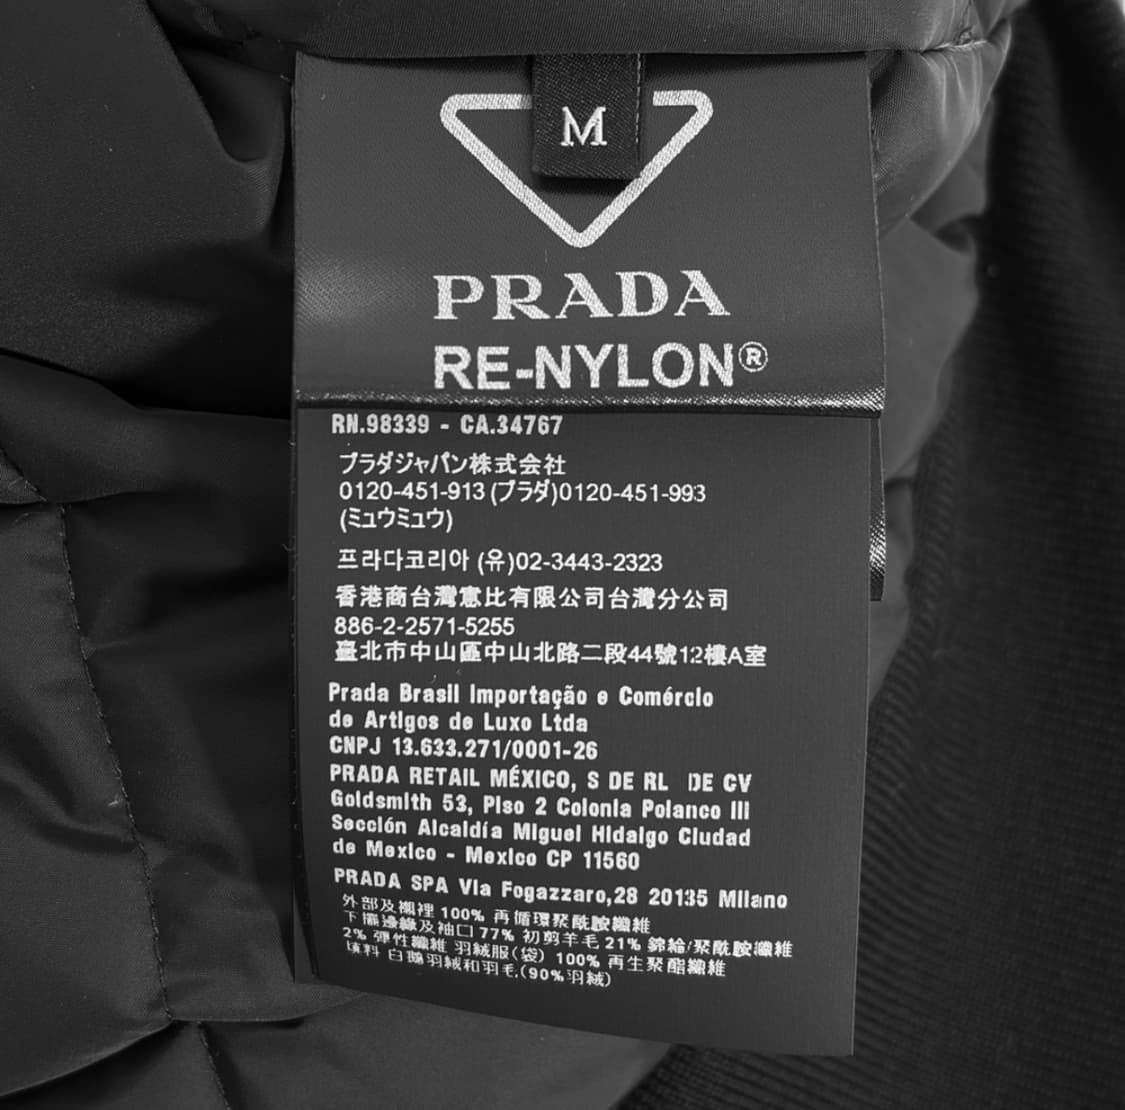 M
PRADA
RE-NYLON®
RN.98339 - CA.34767
プラダジャパン株式会社
0120-451-913 (プラダ)0120-451-993
(ミュウミュウ)
프라다코리아 (유)02-3443-2323
香港商台灣惠比有限公司台灣分公司
886-2-2571-5255
臺北市中山區中山北路二段44號12樓A室
Prada Brasil Importação e Comércio
de Artigos de Luxo Ltda
CNPJ 13.633.271/0001-26
PRADA RETAIL MÉXICO, S DE RL DE CV
Goldsmith 53, Piso 2 Colonia Polanco III
Sección Alcaldía Miguel Hidalgo Ciudad
de Mexico - Mexico CP 11560
PRADA SPA Via Fogazzaro,28 20135 Milano
外部及襯裡 100% 再循環聚酰胺纖維
下擺邊緣及袖口 77% 初剪羊毛 21% 錦綸/聚酰胺纖維
2% 彈性纖維 羽絨服(袋) 100% 再生聚酯纖維
填料 白鵝羽絨和羽毛,(90%羽絨)